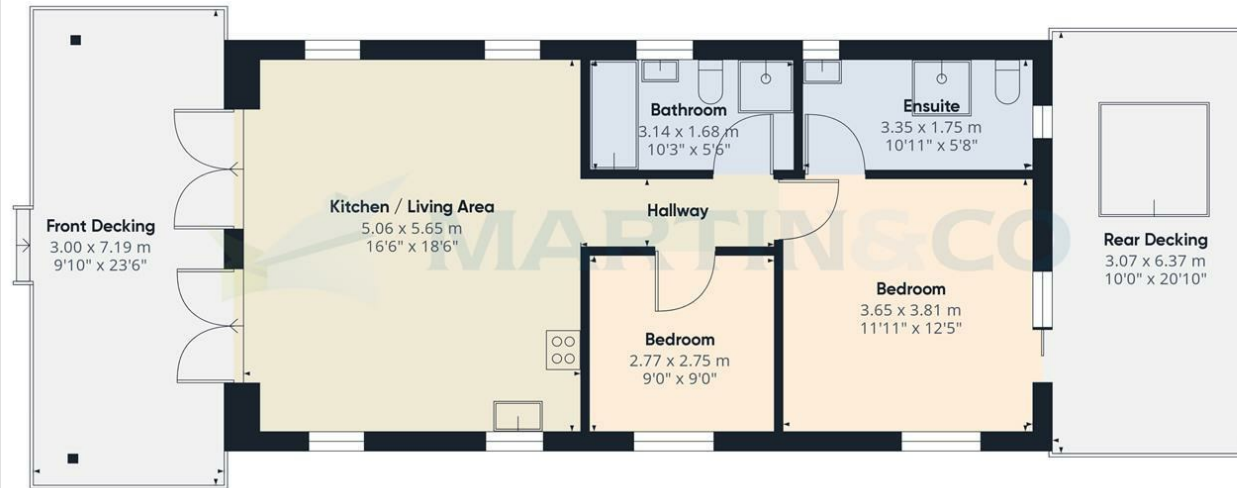 Front Decking
3.00 x 7.19 m
9'10" x 23'6"
Kitchen / Living Area
5.06 x 5.65 m
16'6" x 18'6"
Bathroom
3.14 x 1.68 m
10'3" x 5'6"
Ensuite
3.35 x 1.75 m
10'11" x 5'8"
Hallway
MARTIN&CO
Bedroom
2.77 x 2.75 m
9'0" x 9'0"
Bedroom
3.65 x 3.81 m
11'11" x 12'5"
Rear Decking
3.07 x 6.37 m
10'0" x 20'10"